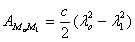 A_{M_o M_1} = \frac{c}{2}(\lambda_o^2 - \lambda_1^2)